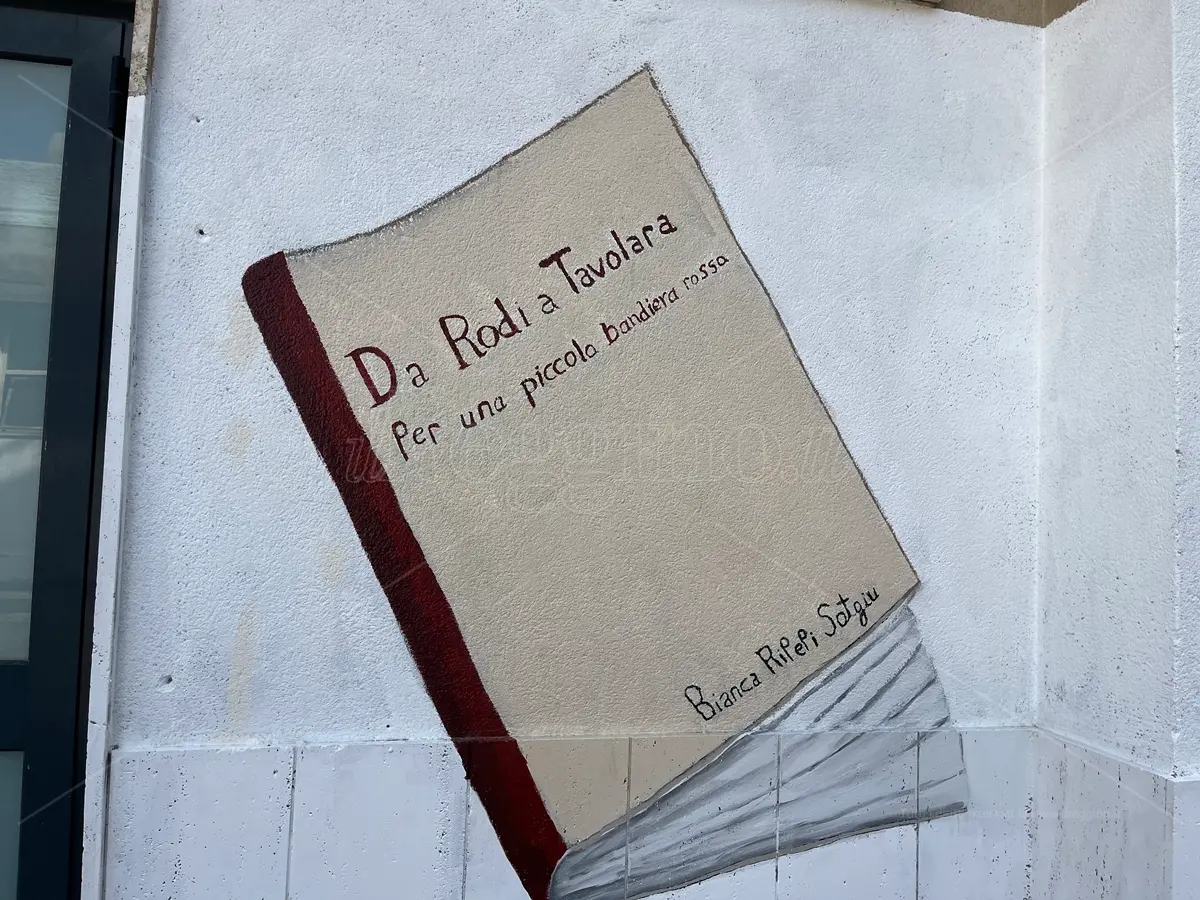 Da Rodi a Tavolara
Per una piccola bandiera rossa
Bianca Ripepi Sotgiu